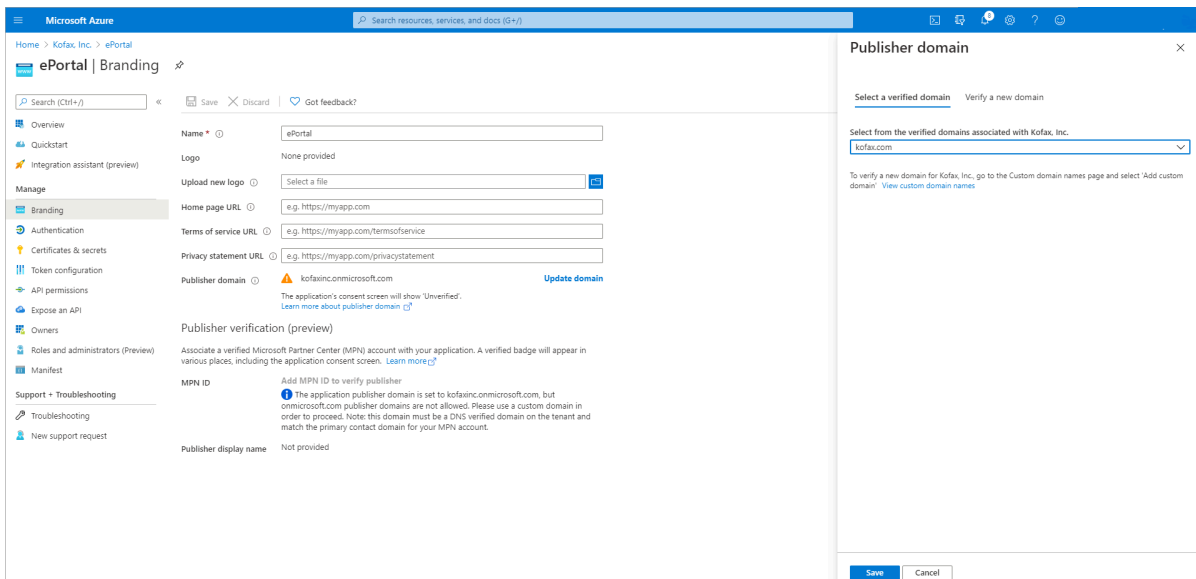 Microsoft Azure
Search resources, services, and docs (G+/)
8
Home > Kofax, Inc. > ePortal
ePortal | Branding
Search (Ctrl+/)
«
Overview
Quickstart
Integration assistant (preview)
Manage
Branding
Authentication
Certificates & secrets
Token configuration
API permissions
Expose an API
Owners
Roles and administrators (Preview)
Manifest
Support + Troubleshooting
Troubleshooting
New support request
Save Discard Got feedback?
Name * ePortal
Logo None provided
Upload new logo Select a file
Home page URL e.g. https://myapp.com
Terms of service URL e.g. https://myapp.com/termsofservice
Privacy statement URL e.g. https://myapp.com/privacystatement
Publisher domain kofaxinc.onmicrosoft.com Update domain
The application's consent screen will show 'Unverified'.
Learn more about publisher domain
Publisher verification (preview)
Associate a verified Microsoft Partner Center (MPN) account with your application. A verified badge will appear in
various places, including the application consent screen. Learn more
MPN ID Add MPN ID to verify publisher
The application publisher domain is set to kofaxinc.onmicrosoft.com, but
onmicrosoft.com publisher domains are not allowed. Please use a custom domain in
order to proceed. Note: this domain must be a DNS verified domain on the tenant and
match the primary contact domain for your MPN account.
Publisher display name Not provided
Publisher domain
Select a verified domain Verify a new domain
Select from the verified domains associated with Kofax, Inc.
kofax.com
To verify a new domain for Kofax, Inc., go to the Custom domain names page and select 'Add custom
domain' View custom domain names
Save Cancel